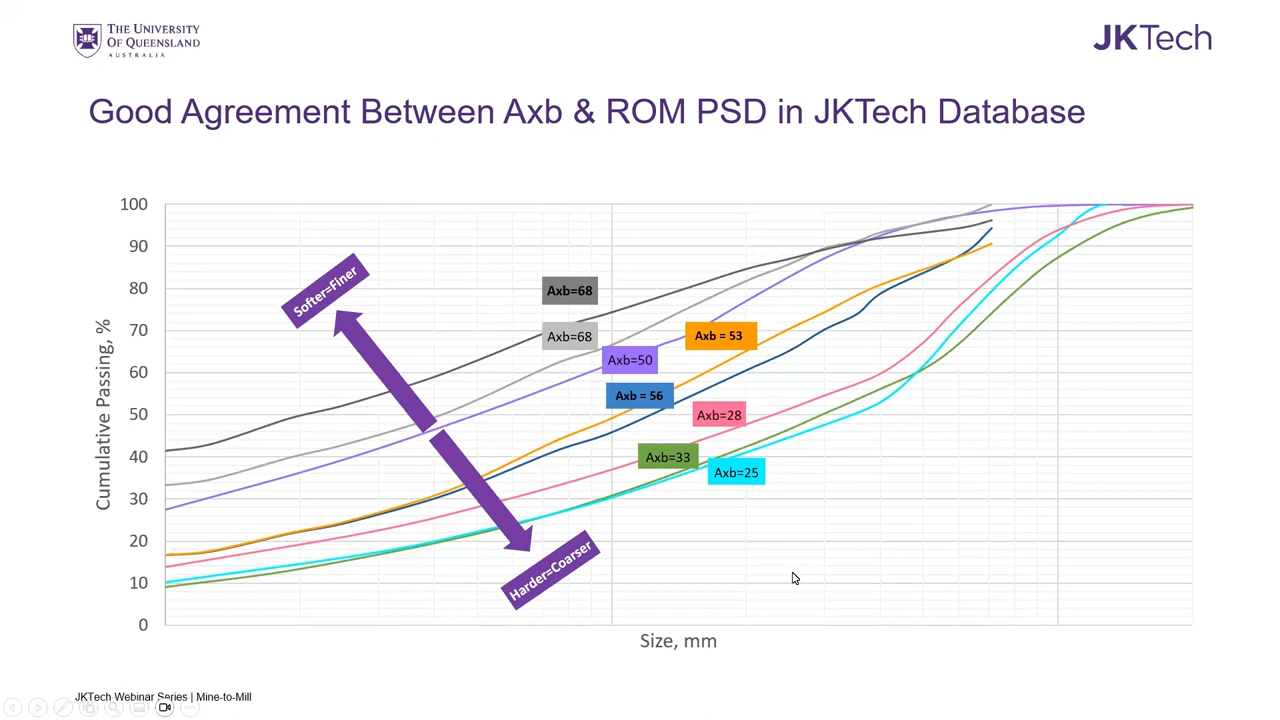 THE UNIVERSITY
OF QUEENSLAND
AUSTRALIA
JKTech
Good Agreement Between Axb & ROM PSD in JKTech Database
100
90
80
70
60
50
40
30
20
10
0
Cumulative Passing, %
Size, mm
Softer=Finer
Harder=Coarser
Axb=68
Axb=68
Axb = 53
Axb=50
Axb = 56
Axb=28
Axb=33
Axb=25
JKTech Webinar Series | Mine-to-Mill